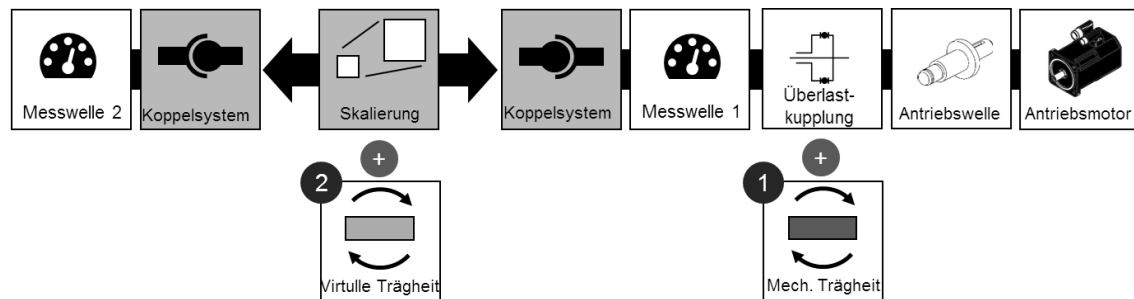 Messwelle 2
Koppelsystem
Skalierung
Koppelsystem
Messwelle 1
Überlast-
kupplung
Antriebswelle
Antriebsmotor
+
+
2
1
Virtulle Trägheit
Mech. Trägheit